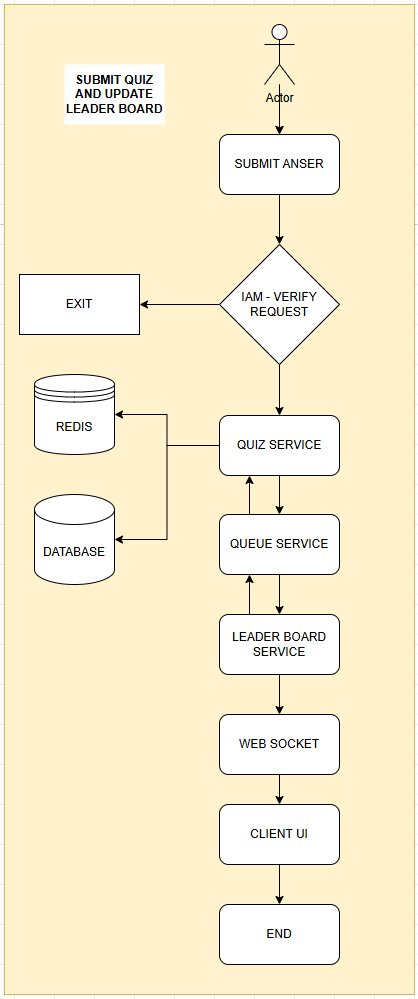 SUBMIT QUIZ
AND UPDATE
LEADER BOARD
Actor
SUBMIT ANSER
IAM - VERIFY
REQUEST
EXIT
REDIS
QUIZ SERVICE
DATABASE
QUEUE SERVICE
LEADER BOARD
SERVICE
WEB SOCKET
CLIENT UI
END